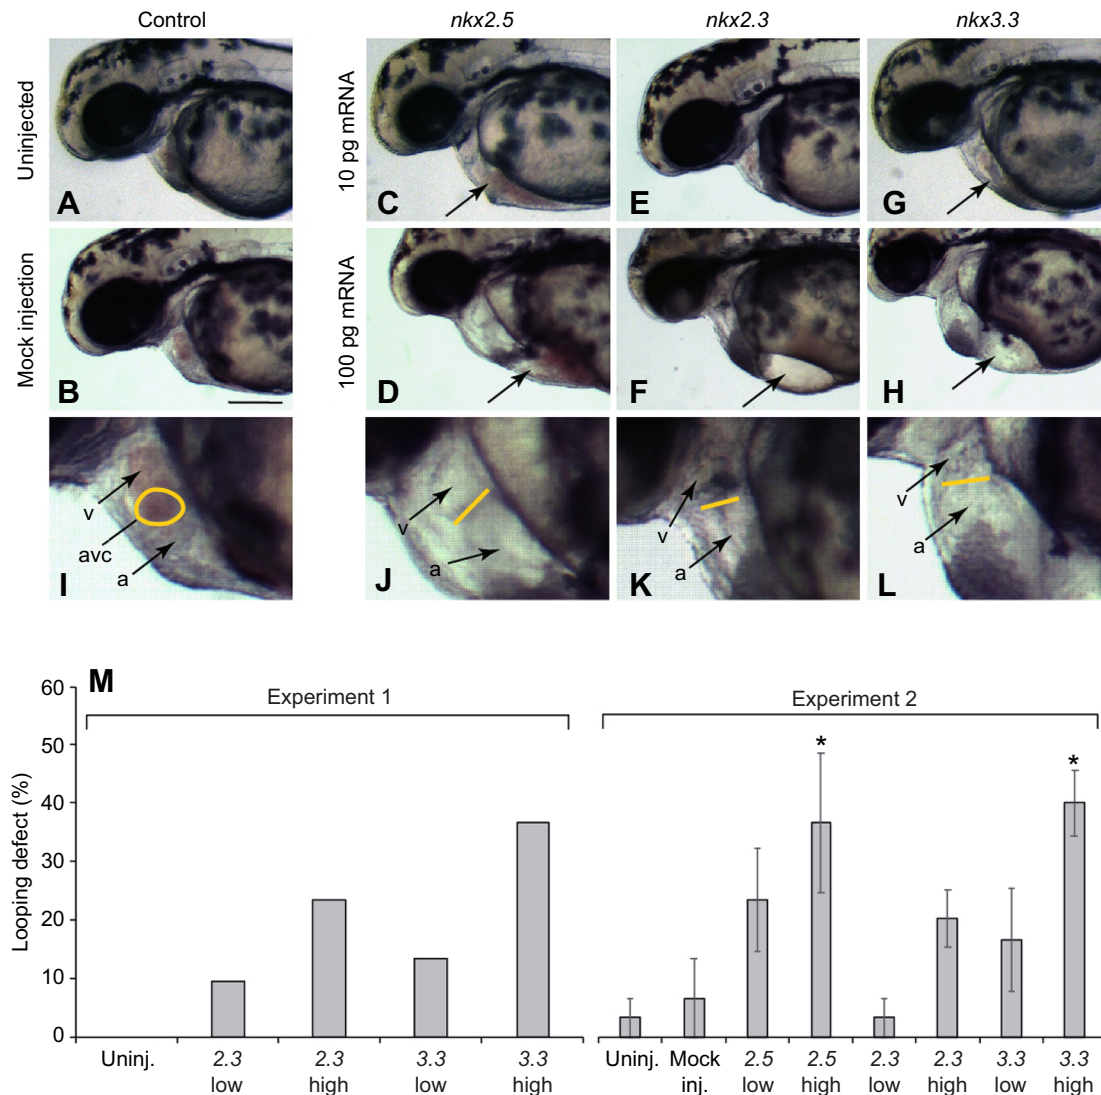 Control nkx2.5 nkx2.3 nkx3.3
Uninjected
10 pg mRNA
A C E G
Mock injection
100 pg mRNA
B D F H
v
avc
a
I
v
a
J
v
a
K
v
a
L
M
Experiment 1 Experiment 2
Looping defect (%)
60
50
40
30
20
10
0
* *
Uninj. 2.3 2.3 3.3 3.3 Uninj. Mock 2.5 2.5 2.3 2.3 3.3 3.3
low high low high inj. low high low high low high